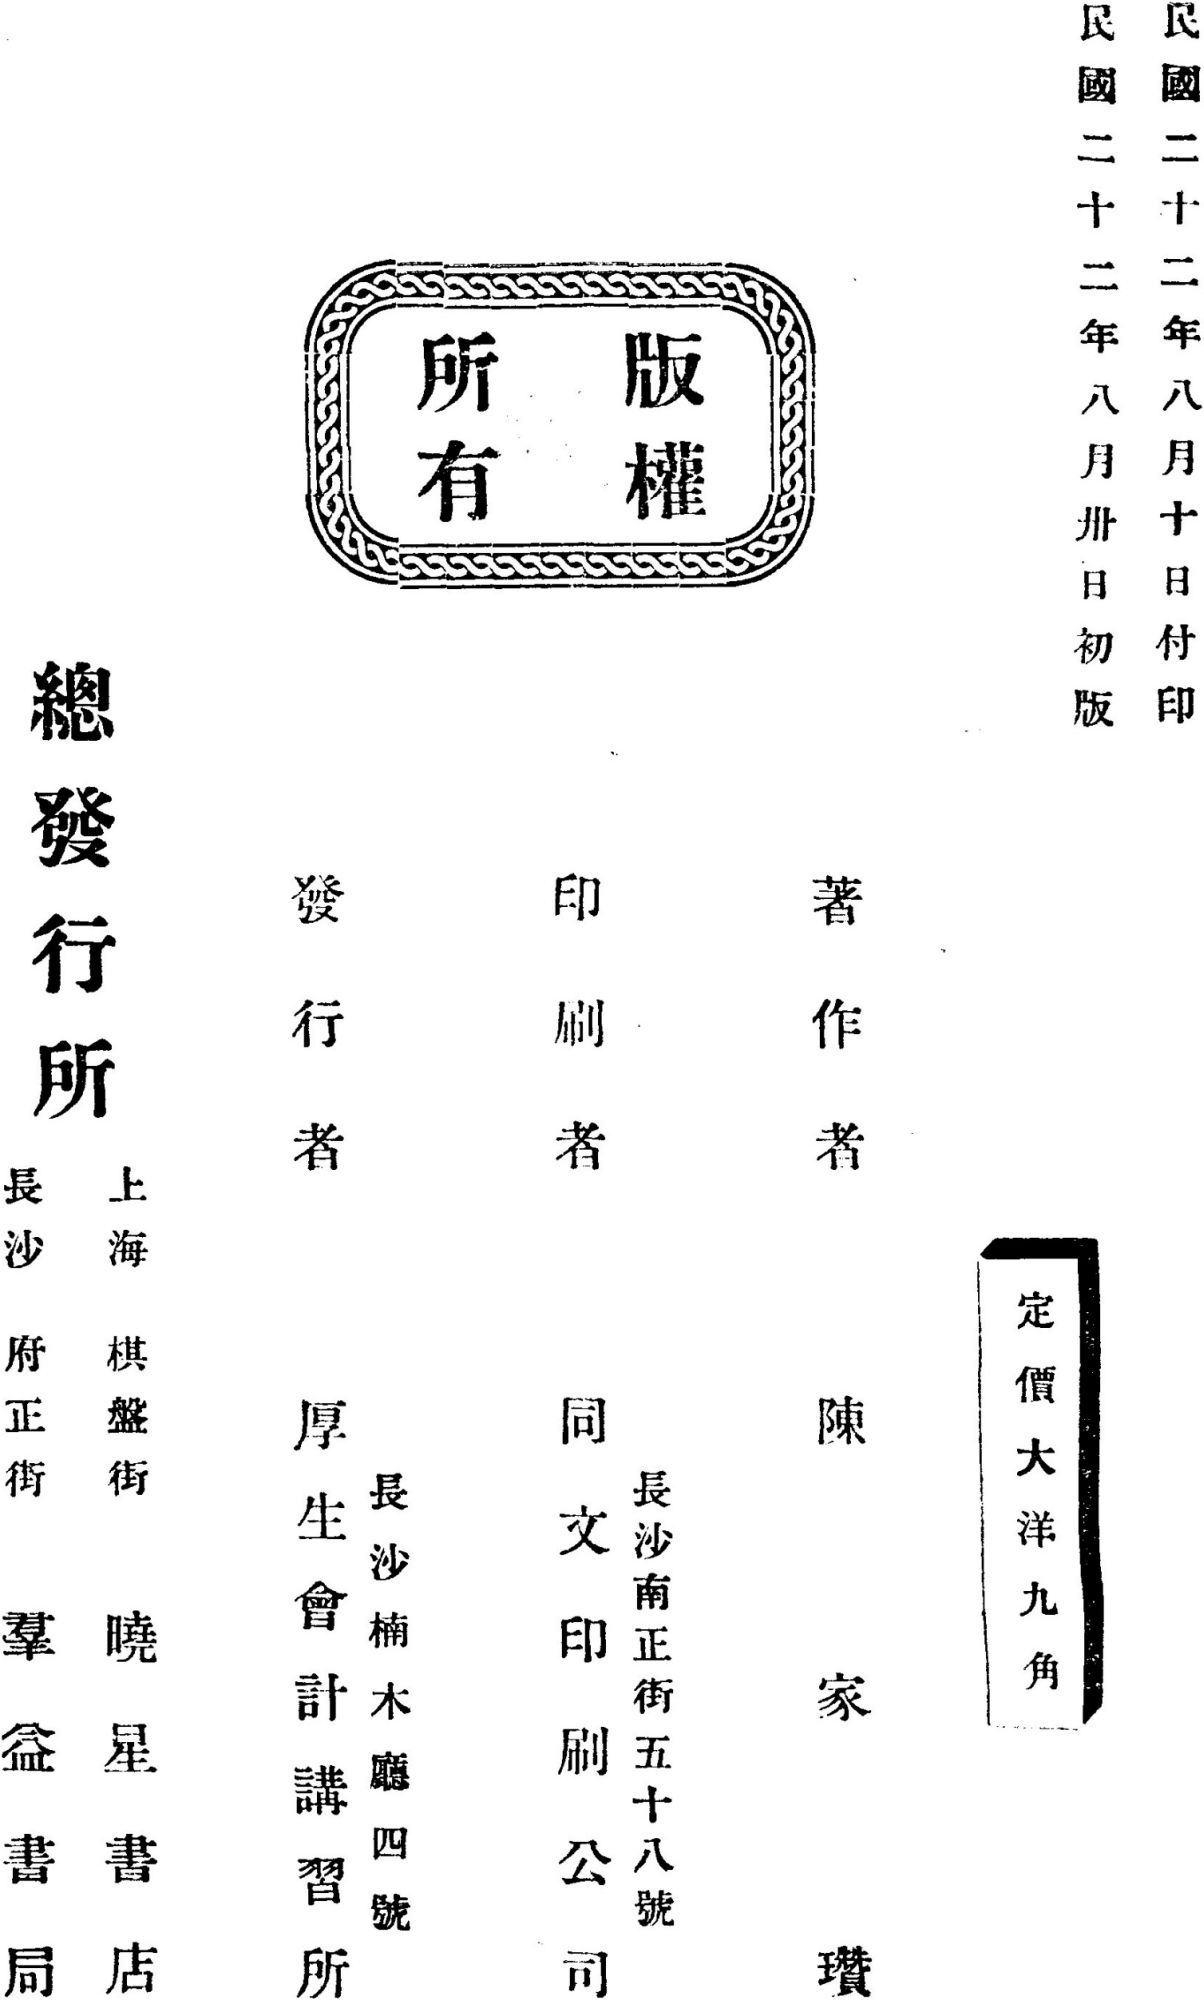 民國二十二年八月十日付印
民國二十二年八月卅日初版
版權
所有
定價大洋九角
著作者 陳家瓚
印刷者 長沙南正街五十八號
同文印刷公司
發行者 長沙楠木廳四號
厚生會計講習所
總發行所
上海 棋盤街 曉星書店
長沙 府正街 羣益書局